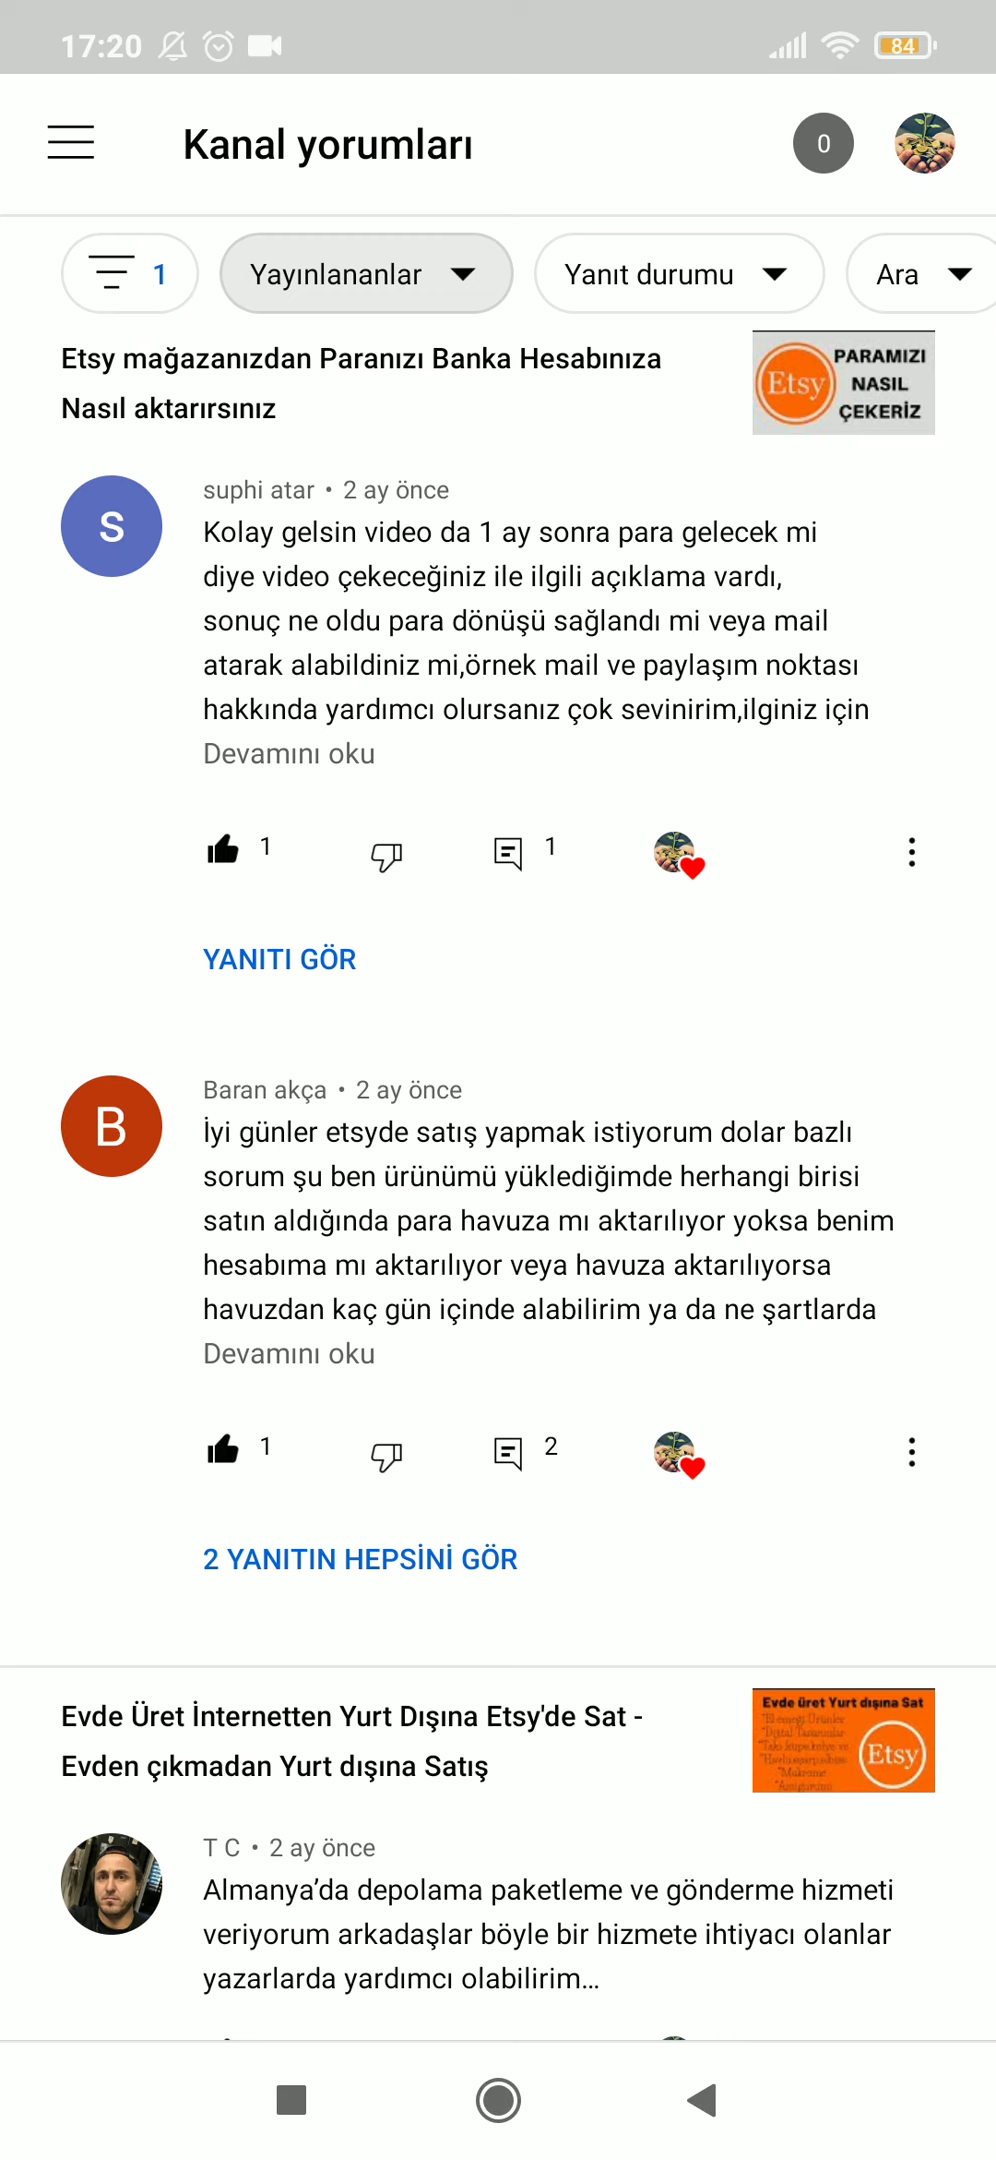 17:20
84
Kanal yorumları
0
1
Yayınlananlar
Yanıt durumu
Ara
Etsy mağazanızdan Paranızı Banka Hesabınıza
Nasıl aktarırsınız
Etsy
PARAMIZI
NASIL
ÇEKERİZ
S
suphi atar • 2 ay önce
Kolay gelsin video da 1 ay sonra para gelecek mi
diye video çekeceğiniz ile ilgili açıklama vardı,
sonuç ne oldu para dönüşü sağlandı mi veya mail
atarak alabildiniz mi,örnek mail ve paylaşım noktası
hakkında yardımcı olursanız çok sevinirim,ilginiz için
Devamını oku
1
1
YANITI GÖR
B
Baran akça • 2 ay önce
İyi günler etsyde satış yapmak istiyorum dolar bazlı
sorum şu ben ürünümü yüklediğimde herhangi birisi
satın aldığında para havuza mı aktarılıyor yoksa benim
hesabıma mı aktarılıyor veya havuza aktarılıyorsa
havuzdan kaç gün içinde alabilirim ya da ne şartlarda
Devamını oku
1
2
2 YANITIN HEPSİNİ GÖR
Evde Üret İnternetten Yurt Dışına Etsy'de Sat -
Evden çıkmadan Yurt dışına Satış
Evde üret Yurt dışına Sat
"El emeği Ürünler
Etsy
T C • 2 ay önce
Almanya’da depolama paketleme ve gönderme hizmeti
veriyorum arkadaşlar böyle bir hizmete ihtiyacı olanlar
yazarlarda yardımcı olabilirim...